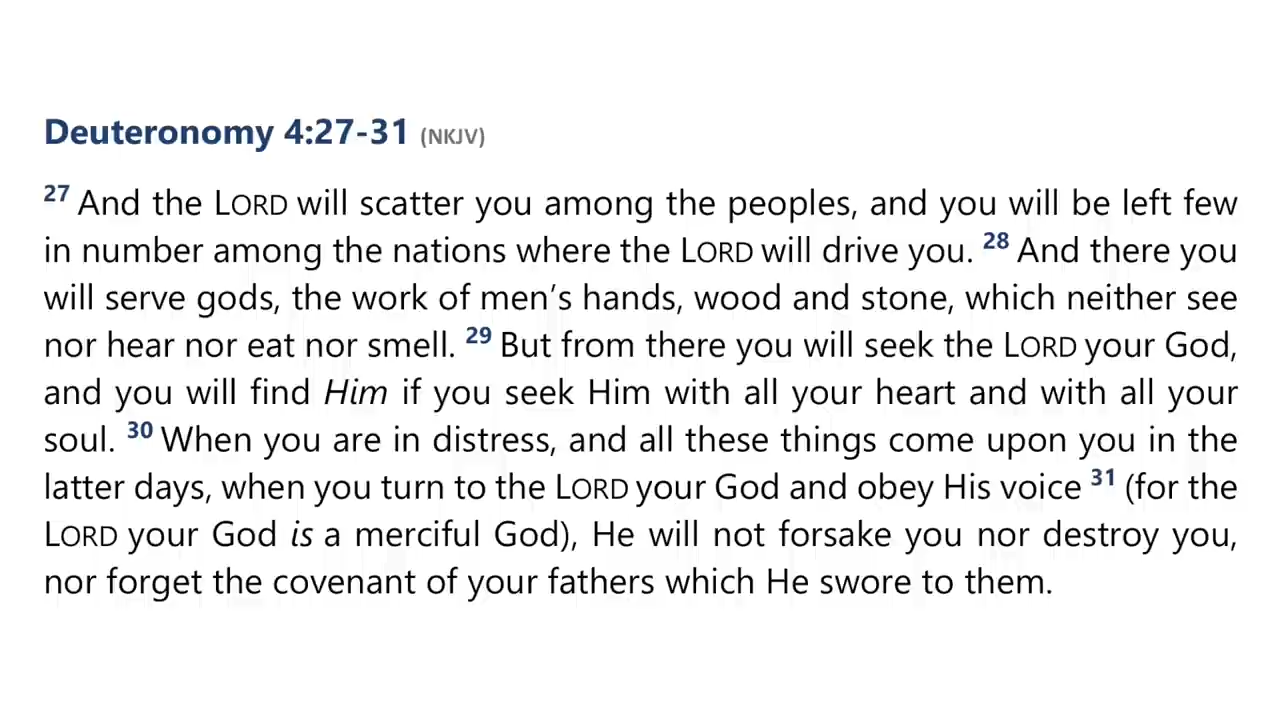 Deuteronomy 4:27-31 (NKJV)
27 And the LORD will scatter you among the peoples, and you will be left few
in number among the nations where the LORD will drive you. 28 And there you
will serve gods, the work of men’s hands, wood and stone, which neither see
nor hear nor eat nor smell. 29 But from there you will seek the LORD your God,
and you will find Him if you seek Him with all your heart and with all your
soul. 30 When you are in distress, and all these things come upon you in the
latter days, when you turn to the LORD your God and obey His voice 31 (for the
LORD your God is a merciful God), He will not forsake you nor destroy you,
nor forget the covenant of your fathers which He swore to them.